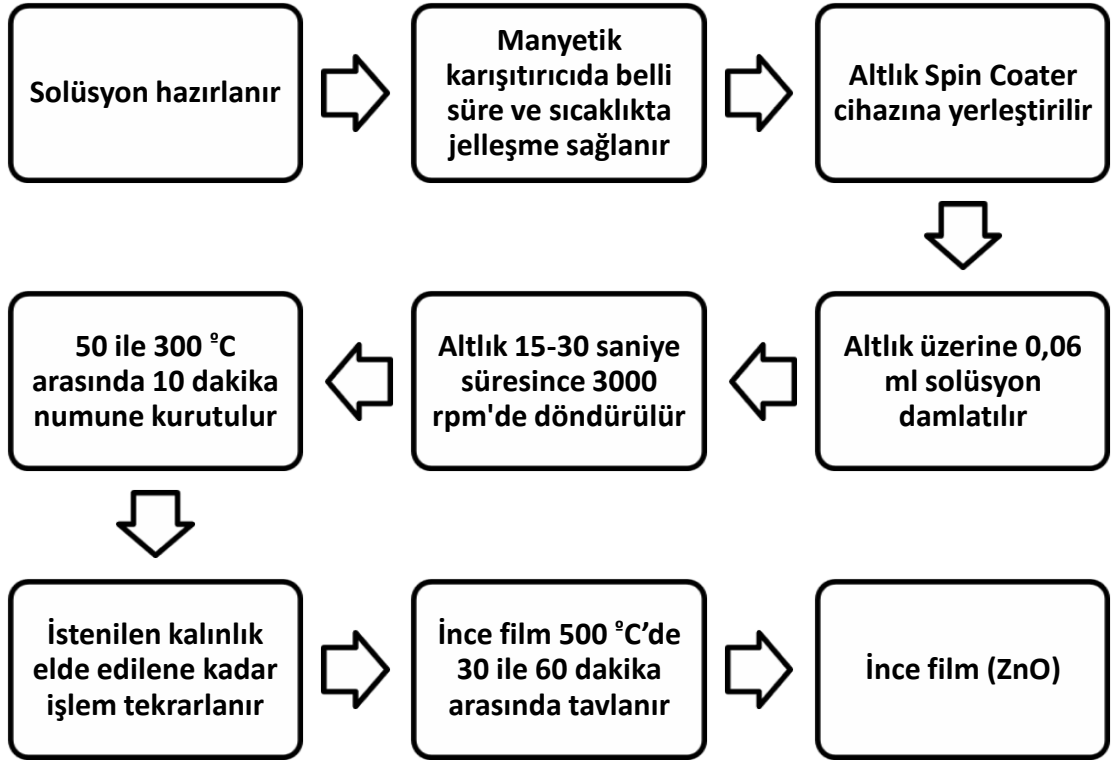 Solüsyon hazırlanır
Manyetik
karışıtırıcıda belli
süre ve sıcaklıkta
jelleşme sağlanır
Altlık Spin Coater
cihazına yerleştirilir
Altlık üzerine 0,06
ml solüsyon
damlatılır
Altlık 15-30 saniye
süresince 3000
rpm'de döndürülür
50 ile 300 ºC
arasında 10 dakika
numune kurutulur
İstenilen kalınlık
elde edilene kadar
işlem tekrarlanır
İnce film 500 ºC’de
30 ile 60 dakika
arasında tavlanır
İnce film (ZnO)